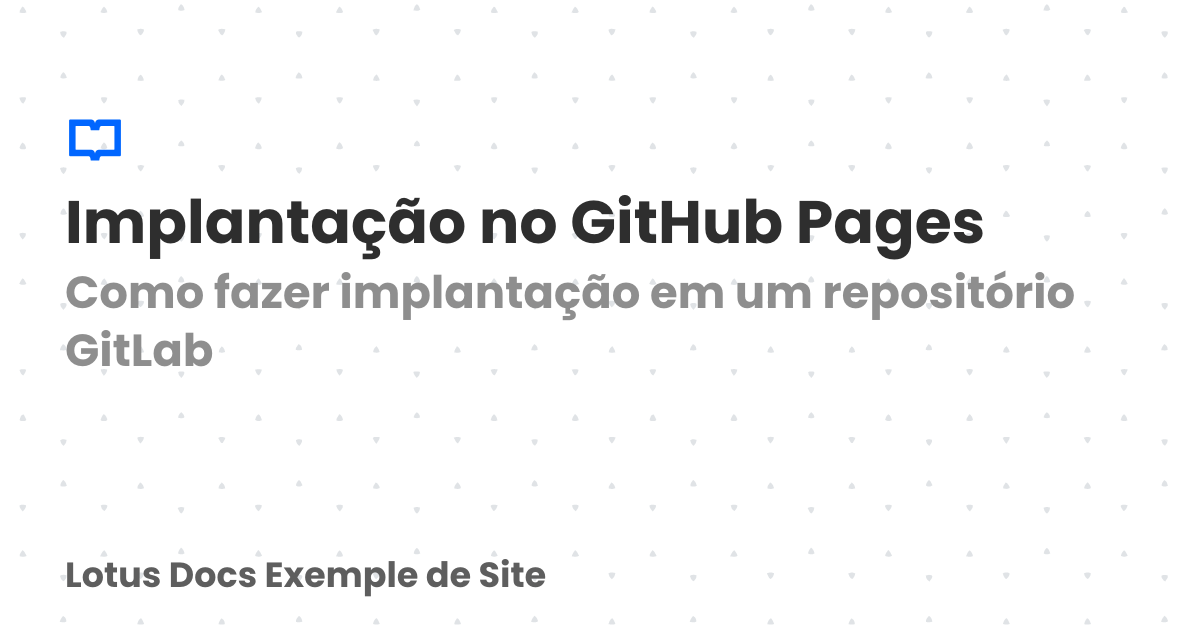 Implantação no GitHub Pages
Como fazer implantação em um repositório
GitLab
Lotus Docs Exemple de Site